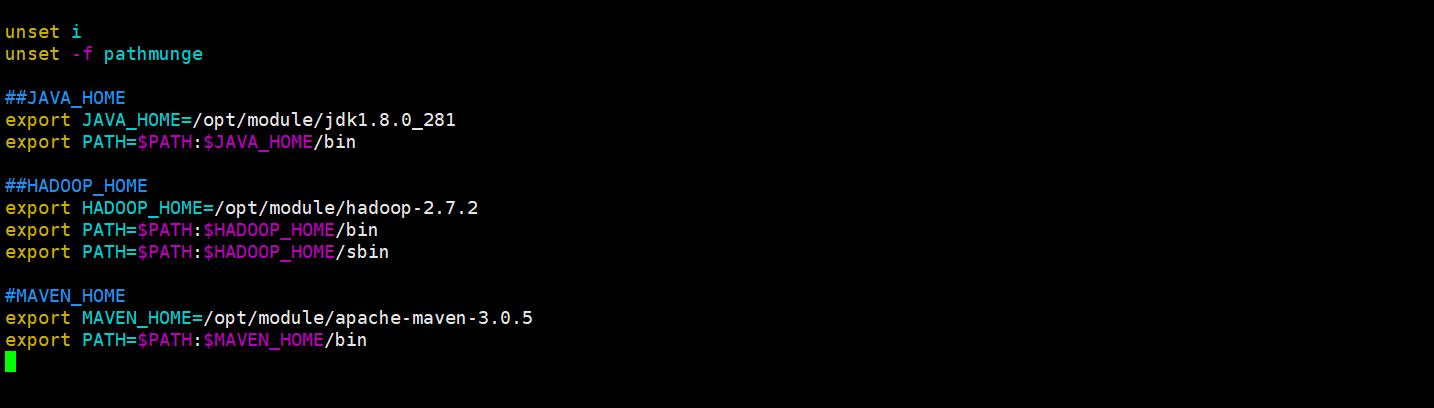 unset i
unset -f pathmunge
##JAVA_HOME
export JAVA_HOME=/opt/module/jdk1.8.0_281
export PATH=$PATH:$JAVA_HOME/bin
##HADOOP_HOME
export HADOOP_HOME=/opt/module/hadoop-2.7.2
export PATH=$PATH:$HADOOP_HOME/bin
export PATH=$PATH:$HADOOP_HOME/sbin
#MAVEN_HOME
export MAVEN_HOME=/opt/module/apache-maven-3.0.5
export PATH=$PATH:$MAVEN_HOME/bin